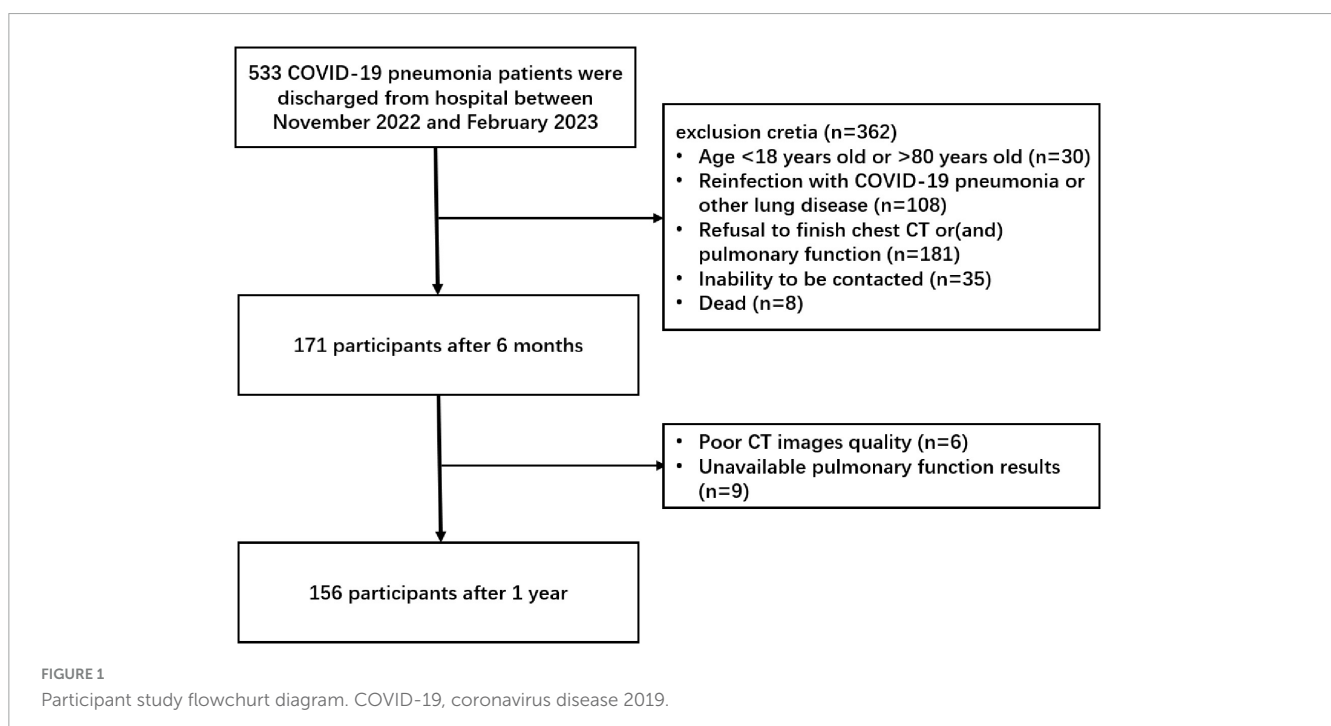 533 COVID-19 pneumonia patients were
discharged from hospital between
November 2022 and February 2023
exclusion cretia (n=362)
• Age <18 years old or >80 years old (n=30)
• Reinfection with COVID-19 pneumonia or
other lung disease (n=108)
• Refusal to finish chest CT or(and)
pulmonary function (n=181)
• Inability to be contacted (n=35)
• Dead (n=8)
171 participants after 6 months
• Poor CT images quality (n=6)
• Unavailable pulmonary function results
(n=9)
156 participants after 1 year
FIGURE 1
Participant study flowchurt diagram. COVID-19, coronavirus disease 2019.